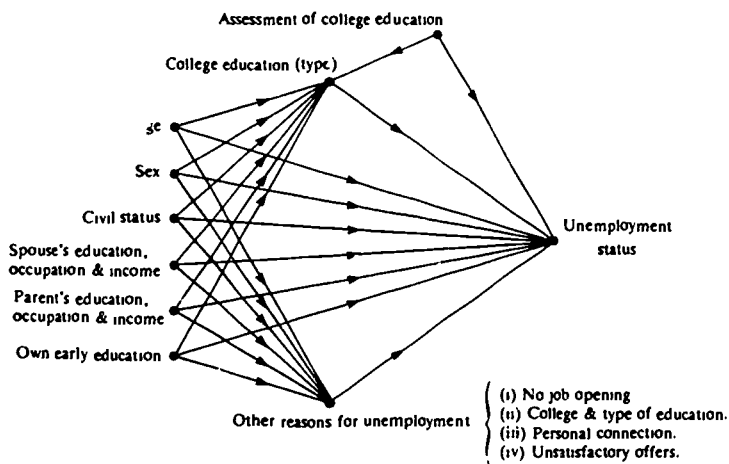 Assessment of college education
College education (type)
ge
Sex
Civil status
Spouse's education,
occupation & income
Parent's education,
occupation & income
Own early education
Unemployment
status
Other reasons for unemployment
(i) No job opening
(ii) College & type of education.
(iii) Personal connection.
(iv) Unsatisfactory offers.